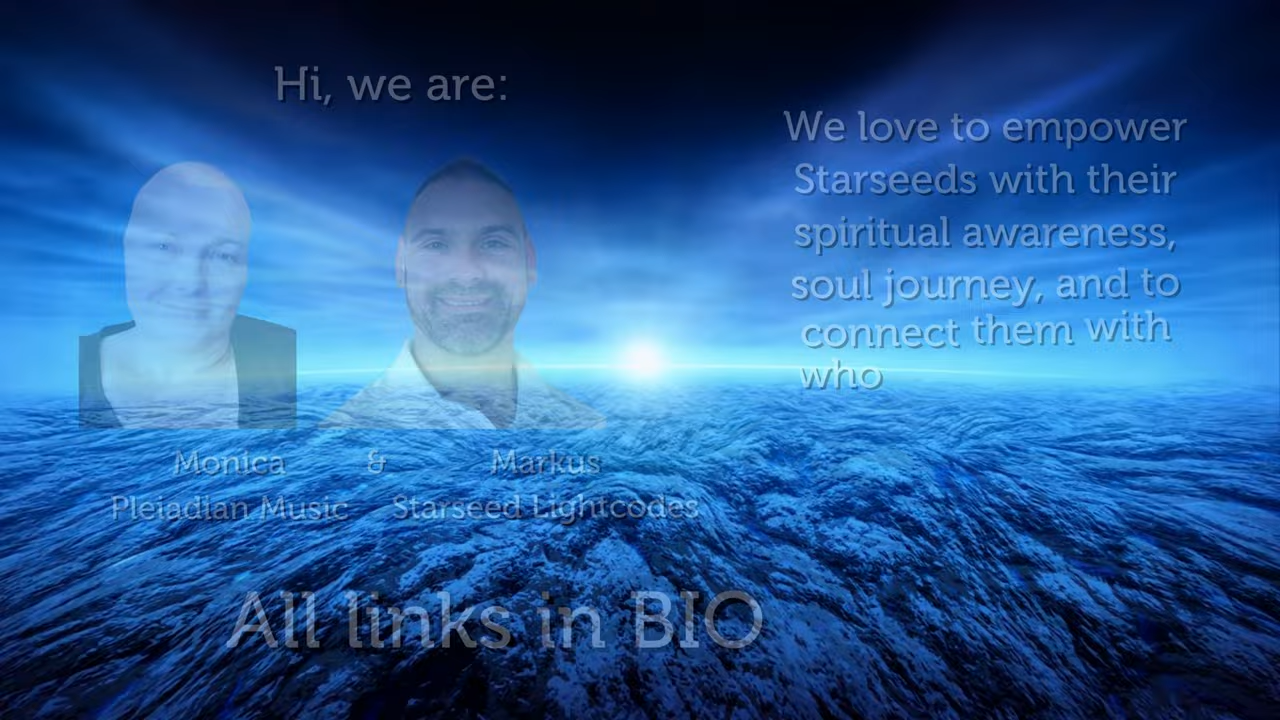 Hi, we are:
We love to empower
Starseeds with their
spiritual awareness,
soul journey, and to
connect them with
who
Monica & Markus
Pleiadian Music Starseed Lightcodes
All links in BIO